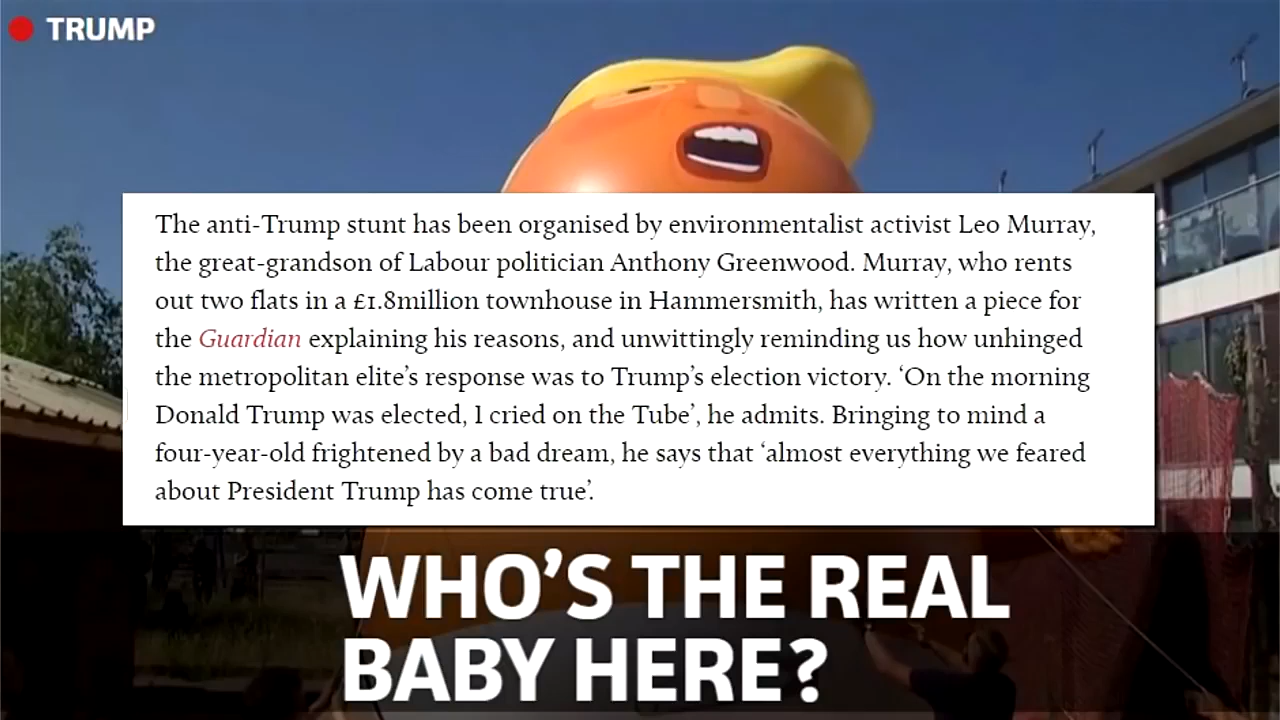 TRUMP
The anti-Trump stunt has been organised by environmentalist activist Leo Murray,
the great-grandson of Labour politician Anthony Greenwood. Murray, who rents
out two flats in a £1.8million townhouse in Hammersmith, has written a piece for
the Guardian explaining his reasons, and unwittingly reminding us how unhinged
the metropolitan elite’s response was to Trump’s election victory. ‘On the morning
Donald Trump was elected, I cried on the Tube’, he admits. Bringing to mind a
four-year-old frightened by a bad dream, he says that ‘almost everything we feared
about President Trump has come true’.
WHO’S THE REAL
BABY HERE?